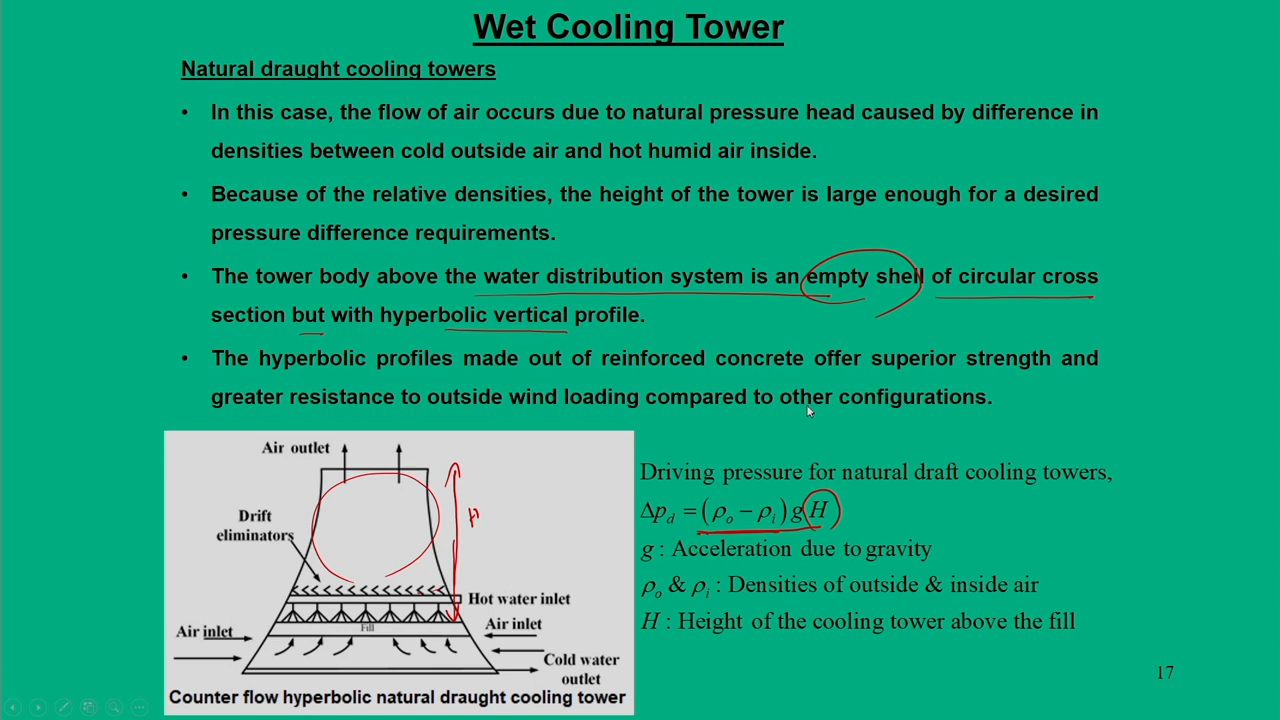 Wet Cooling Tower
Natural draught cooling towers
• In this case, the flow of air occurs due to natural pressure head caused by difference in
densities between cold outside air and hot humid air inside.
• Because of the relative densities, the height of the tower is large enough for a desired
pressure difference requirements.
• The tower body above the water distribution system is an empty shell of circular cross
section but with hyperbolic vertical profile.
• The hyperbolic profiles made out of reinforced concrete offer superior strength and
greater resistance to outside wind loading compared to other configurations.
Air outlet
Drift
eliminators
H
Hot water inlet
Fill
Air inlet
Air inlet
Cold water
outlet
Counter flow hyperbolic natural draught cooling tower
Driving pressure for natural draft cooling towers,
Δp_d = (ρ_o − ρ_i) g H
g : Acceleration due to gravity
ρ_o & ρ_i : Densities of outside & inside air
H : Height of the cooling tower above the fill
17